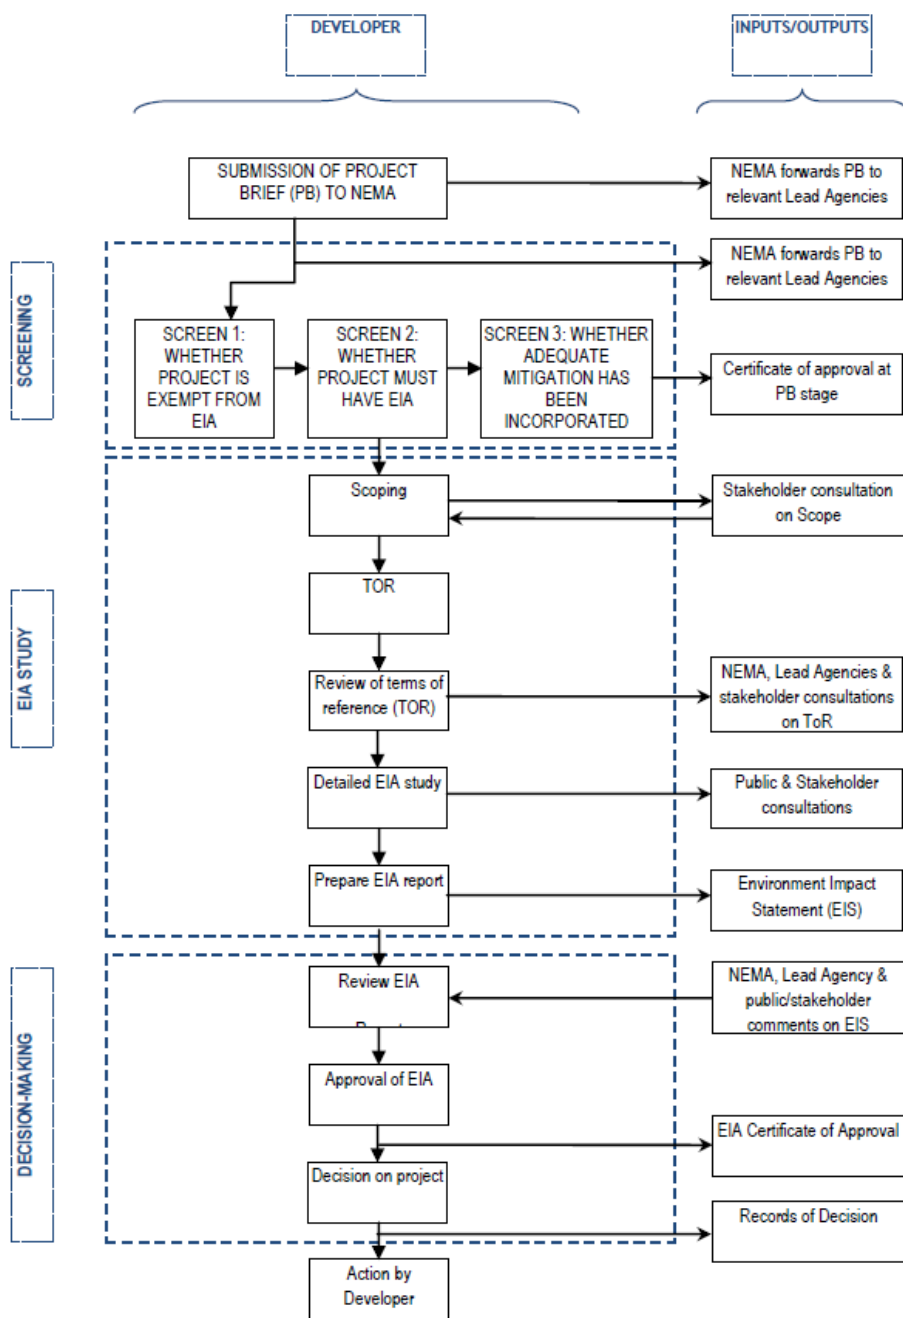 DEVELOPER
INPUTS/OUTPUTS
SUBMISSION OF PROJECT
BRIEF (PB) TO NEMA
NEMA forwards PB to
relevant Lead Agencies
NEMA forwards PB to
relevant Lead Agencies
SCREENING
SCREEN 1:
WHETHER
PROJECT IS
EXEMPT FROM
EIA
SCREEN 2:
WHETHER
PROJECT MUST
HAVE EIA
SCREEN 3: WHETHER
ADEQUATE
MITIGATION HAS
BEEN
INCORPORATED
Certificate of approval at
PB stage
EIA STUDY
Scoping
Stakeholder consultation
on Scope
TOR
Review of terms of
reference (TOR)
NEMA, Lead Agencies &
stakeholder consultations
on ToR
Detailed EIA study
Public & Stakeholder
consultations
Prepare EIA report
Environment Impact
Statement (EIS)
DECISION-MAKING
Review EIA
NEMA, Lead Agency &
public/stakeholder
comments on EIS
Approval of EIA
EIA Certificate of Approval
Decision on project
Records of Decision
Action by
Developer